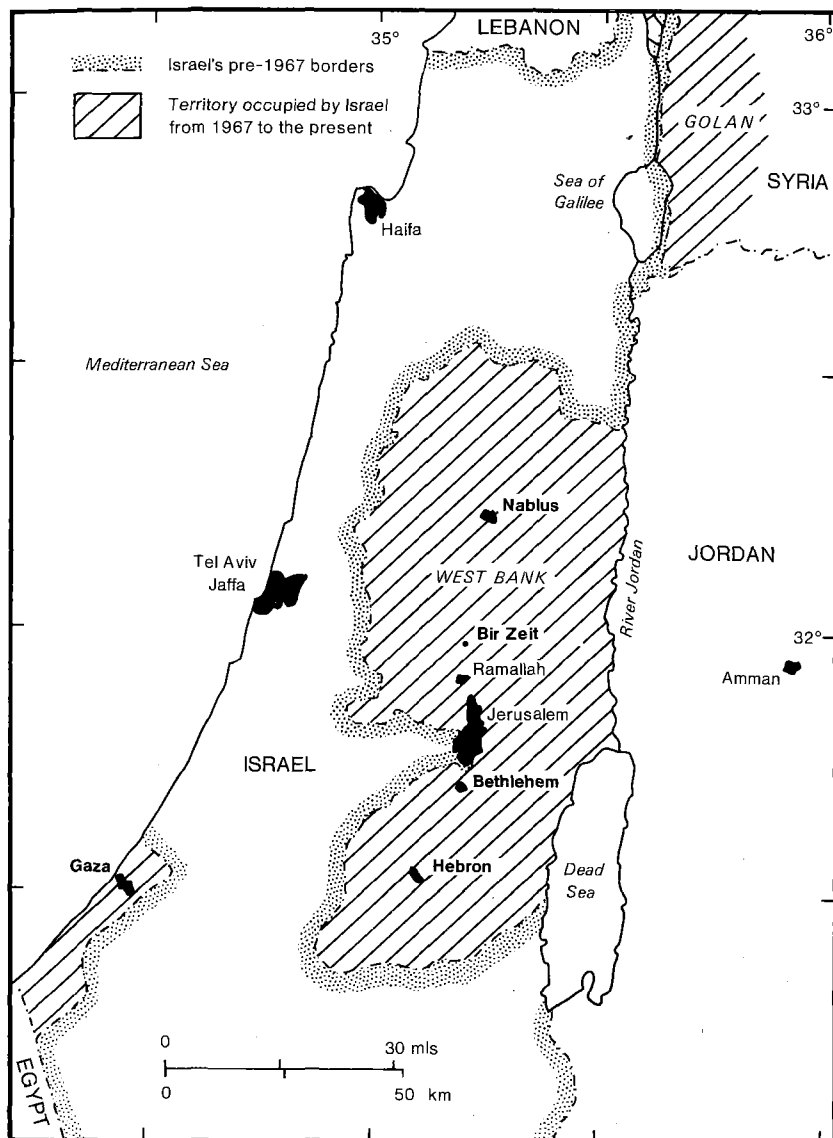 35°
LEBANON
36°
Israel's pre-1967 borders
Territory occupied by Israel
from 1967 to the present
33°
GOLAN
SYRIA
Sea of
Galilee
Haifa
Mediterranean Sea
Nablus
Tel Aviv
Jaffa
WEST BANK
River Jordan
JORDAN
Bir Zeit
32°
Ramallah
Amman
Jerusalem
ISRAEL
Bethlehem
Gaza
Hebron
Dead
Sea
0 30 mls
0 50 km
EGYPT